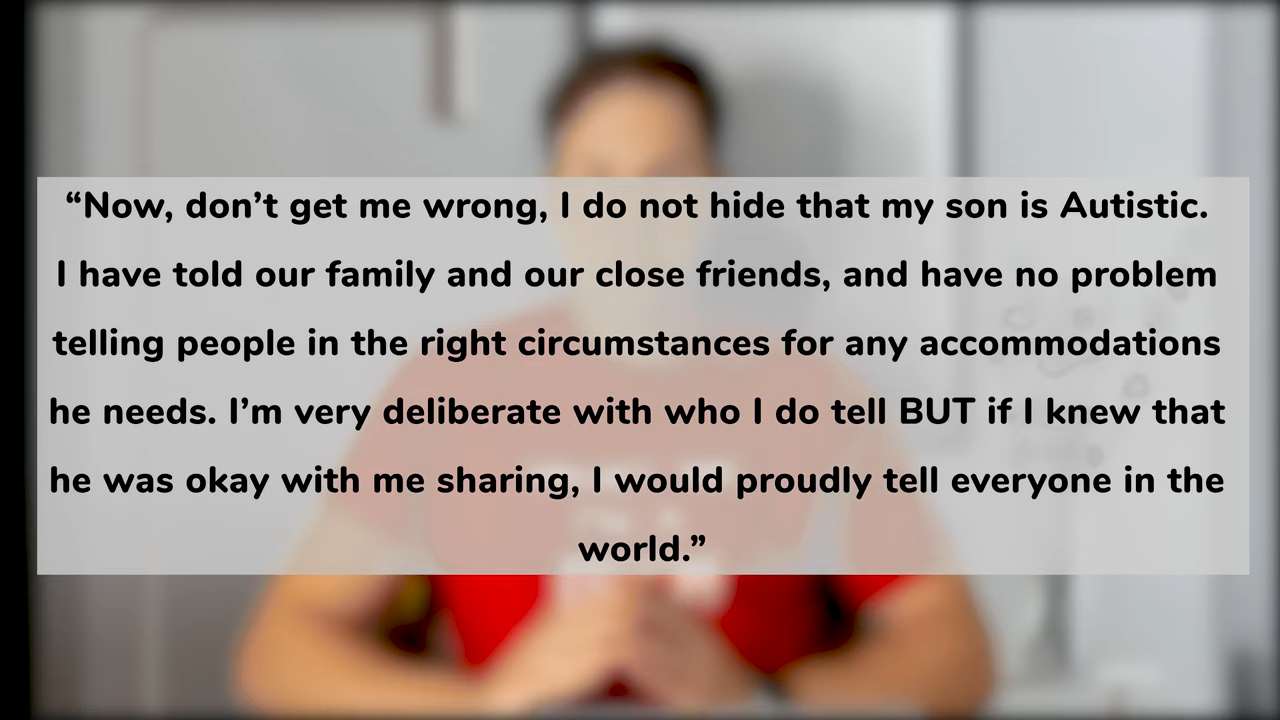 “Now, don’t get me wrong, I do not hide that my son is Autistic.
I have told our family and our close friends, and have no problem
telling people in the right circumstances for any accommodations
he needs. I’m very deliberate with who I do tell BUT if I knew that
he was okay with me sharing, I would proudly tell everyone in the
world.”